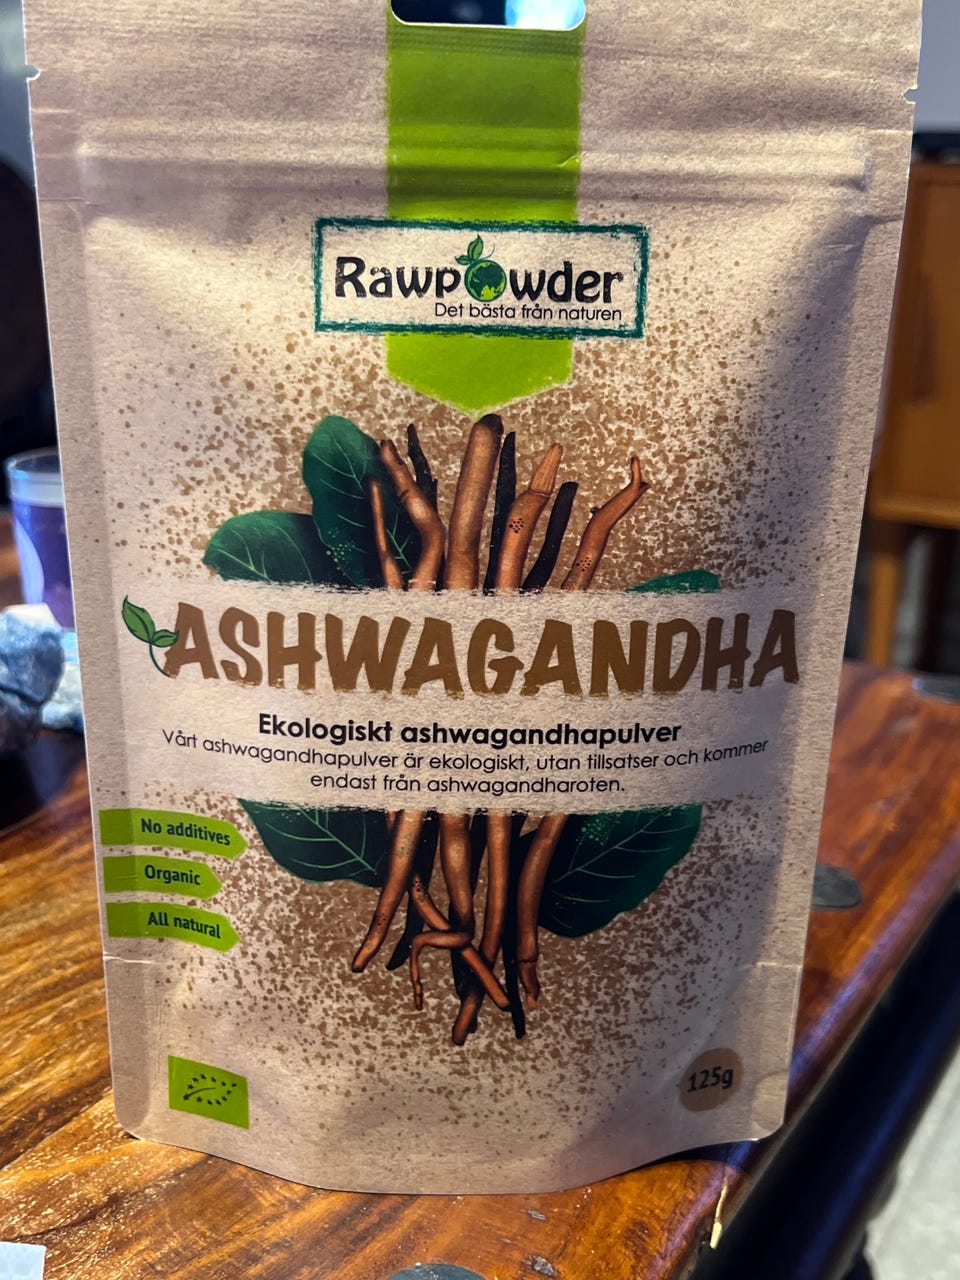 Rawpowder
Det bästa från naturen
ASHWAGANDHA
Ekologiskt ashwagandhapulver
Vårt ashwagandhapulver är ekologiskt, utan tillsatser och kommer
endast från ashwagandharoten.
No additives
Organic
All natural
125g